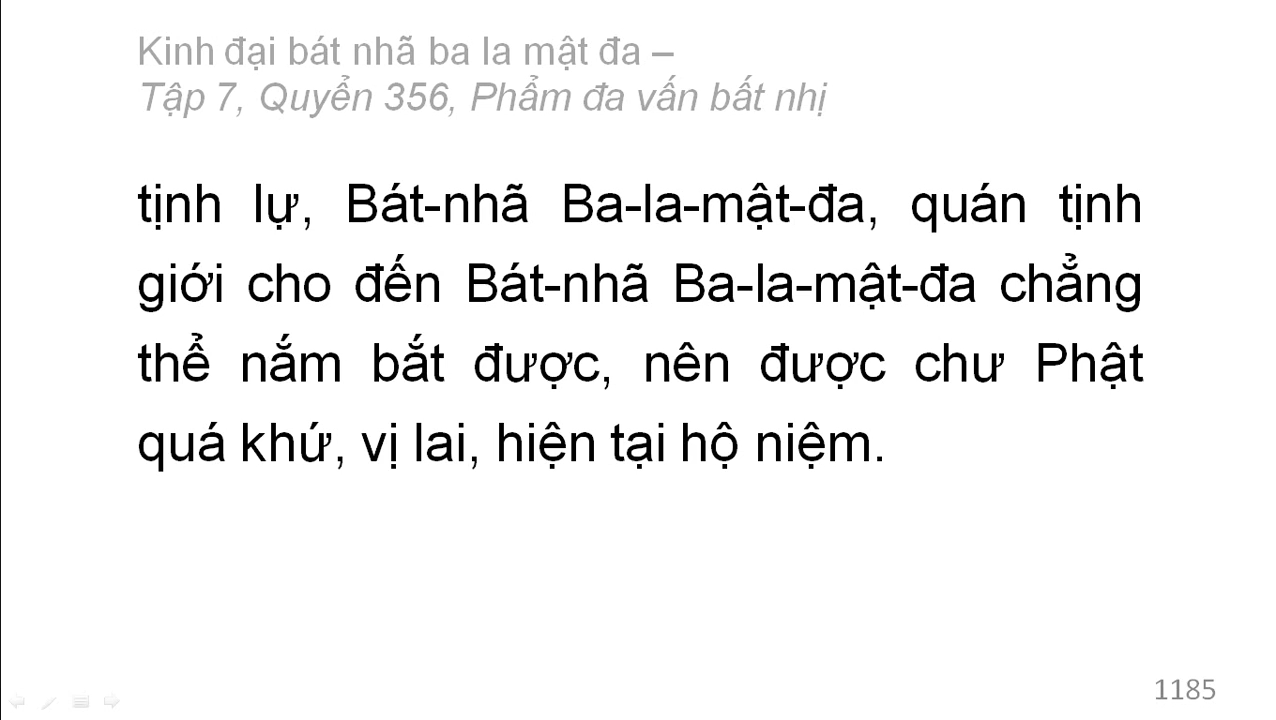 Kinh đại bát nhã ba la mật đa –
Tập 7, Quyển 356, Phẩm đa vấn bất nhị
tịnh lự, Bát-nhã Ba-la-mật-đa, quán tịnh
giới cho đến Bát-nhã Ba-la-mật-đa chẳng
thể nắm bắt được, nên được chư Phật
quá khứ, vị lai, hiện tại hộ niệm.
1185